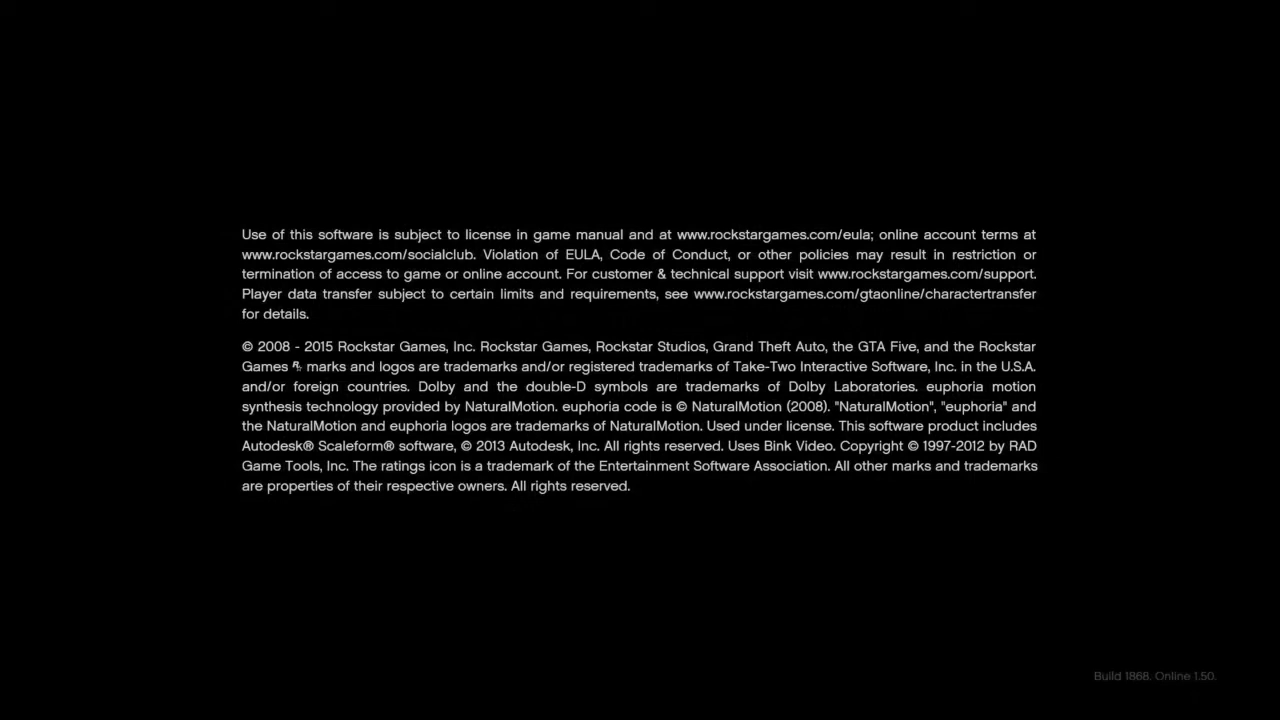 Use of this software is subject to license in game manual and at www.rockstargames.com/eula; online account terms at
www.rockstargames.com/socialclub. Violation of EULA, Code of Conduct, or other policies may result in restriction or
termination of access to game or online account. For customer & technical support visit www.rockstargames.com/support.
Player data transfer subject to certain limits and requirements, see www.rockstargames.com/gtaonline/charactertransfer
for details.
© 2008 - 2015 Rockstar Games, Inc. Rockstar Games, Rockstar Studios, Grand Theft Auto, the GTA Five, and the Rockstar
Games R* marks and logos are trademarks and/or registered trademarks of Take-Two Interactive Software, Inc. in the U.S.A.
and/or foreign countries. Dolby and the double-D symbols are trademarks of Dolby Laboratories. euphoria motion
synthesis technology provided by NaturalMotion. euphoria code is © NaturalMotion (2008). "NaturalMotion", "euphoria" and
the NaturalMotion and euphoria logos are trademarks of NaturalMotion. Used under license. This software product includes
Autodesk® Scaleform® software, © 2013 Autodesk, Inc. All rights reserved. Uses Bink Video. Copyright © 1997-2012 by RAD
Game Tools, Inc. The ratings icon is a trademark of the Entertainment Software Association. All other marks and trademarks
are properties of their respective owners. All rights reserved.
Build 1868. Online 1.50.